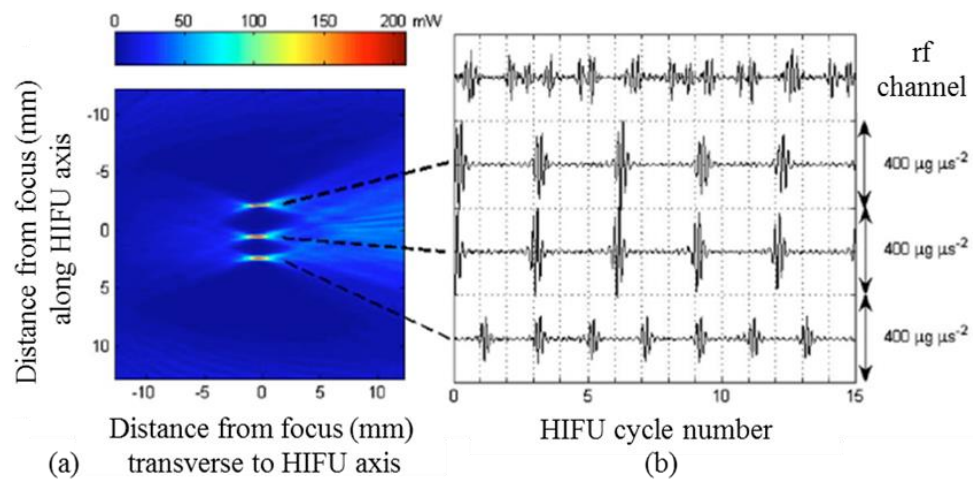 0 50 100 150 200 mW
rf
channel
400 µg µs⁻²
400 µg µs⁻²
400 µg µs⁻²
-10
-5
0
5
10
Distance from focus (mm)
along HIFU axis
-10 -5 0 5 10
0 5 10 15
Distance from focus (mm)
transverse to HIFU axis
HIFU cycle number
(a)
(b)